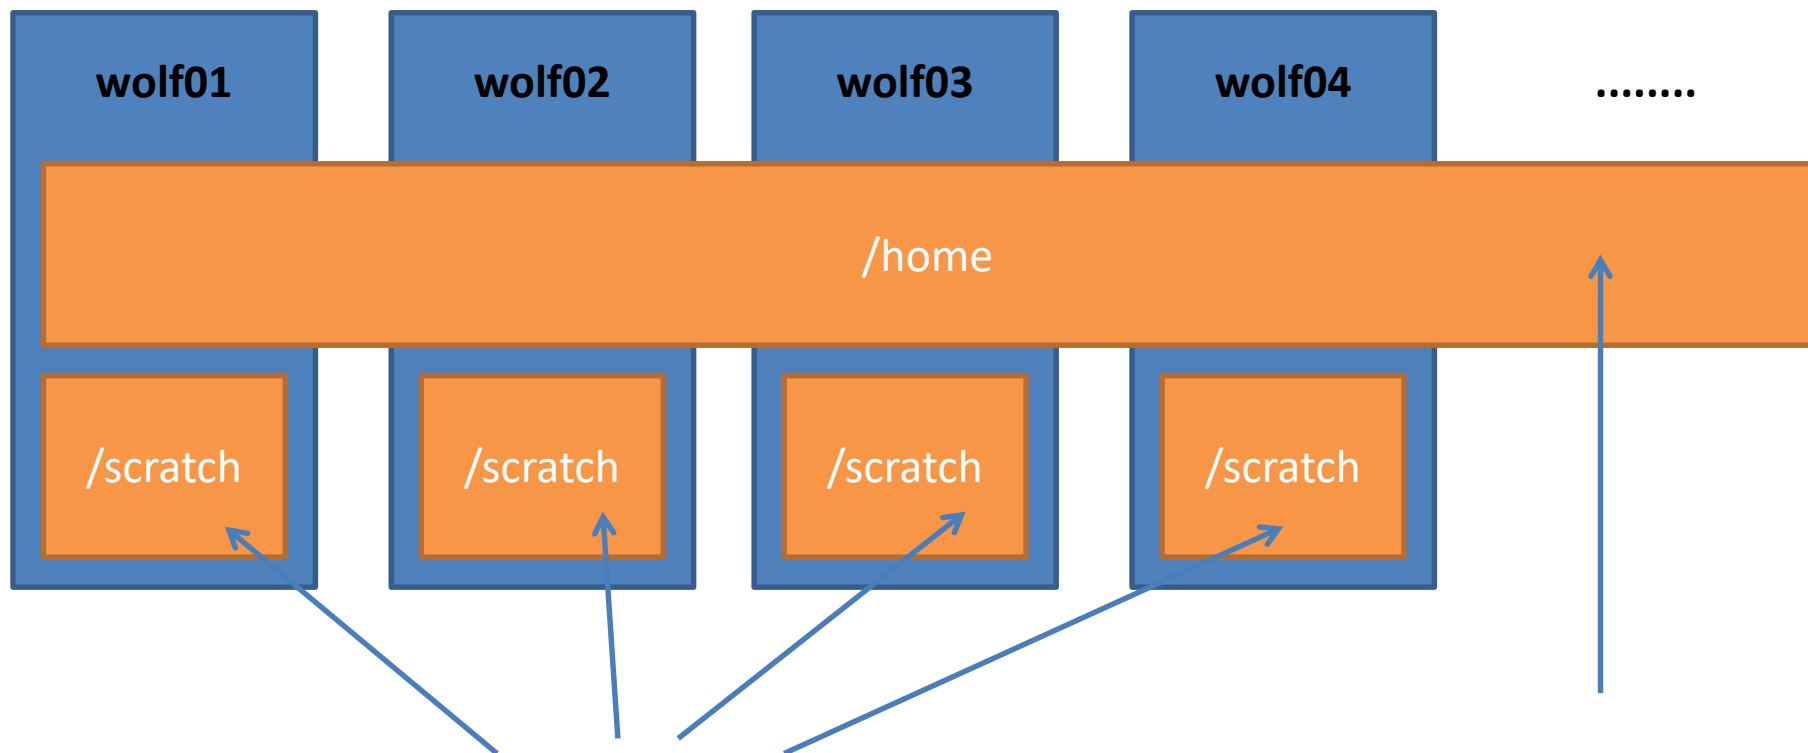 wolf01 wolf02 wolf03 wolf04 ........
/home
/scratch /scratch /scratch /scratch